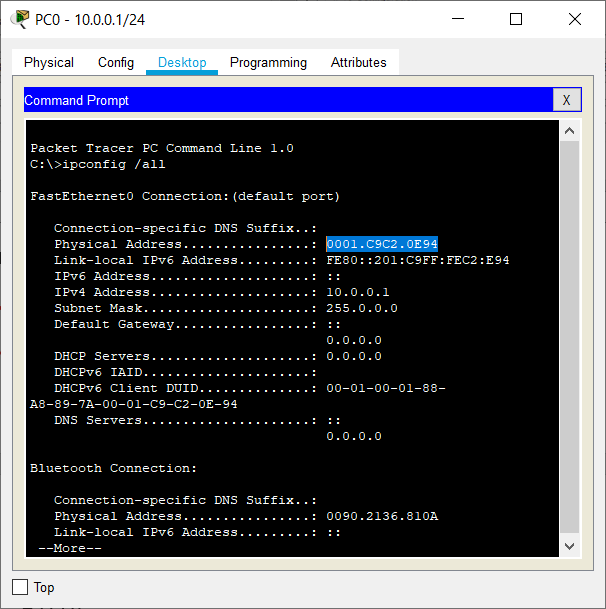 PC0 - 10.0.0.1/24
Physical Config Desktop Programming Attributes
Command Prompt X
Packet Tracer PC Command Line 1.0
C:\>ipconfig /all
FastEthernet0 Connection:(default port)
Connection-specific DNS Suffix..:
Physical Address................: 0001.C9C2.0E94
Link-local IPv6 Address.........: FE80::201:C9FF:FEC2:E94
IPv6 Address....................: ::
IPv4 Address....................: 10.0.0.1
Subnet Mask.....................: 255.0.0.0
Default Gateway.................: ::
0.0.0.0
DHCP Servers....................: 0.0.0.0
DHCPv6 IAID.....................:
DHCPv6 Client DUID..............: 00-01-00-01-88-
A8-89-7A-00-01-C9-C2-0E-94
DNS Servers.....................: ::
0.0.0.0
Bluetooth Connection:
Connection-specific DNS Suffix..:
Physical Address................: 0090.2136.810A
Link-local IPv6 Address.........: ::
--More--
Top